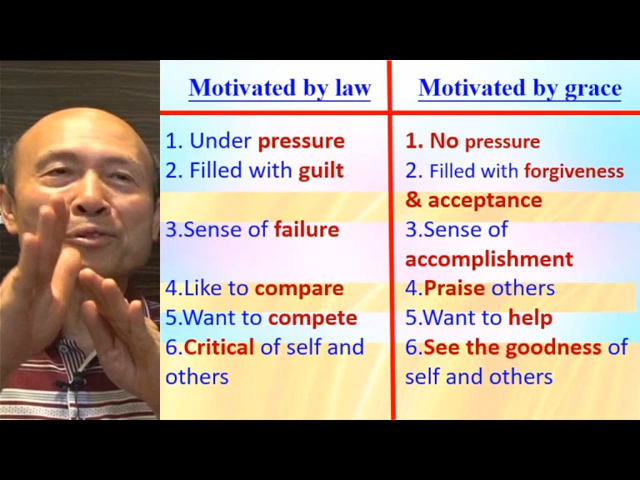 Motivated by law
1. Under pressure
2. Filled with guilt
3.Sense of failure
4.Like to compare
5.Want to compete
6.Critical of self and
others
Motivated by grace
1. No pressure
2. Filled with forgiveness
& acceptance
3.Sense of
accomplishment
4.Praise others
5.Want to help
6.See the goodness of
self and others